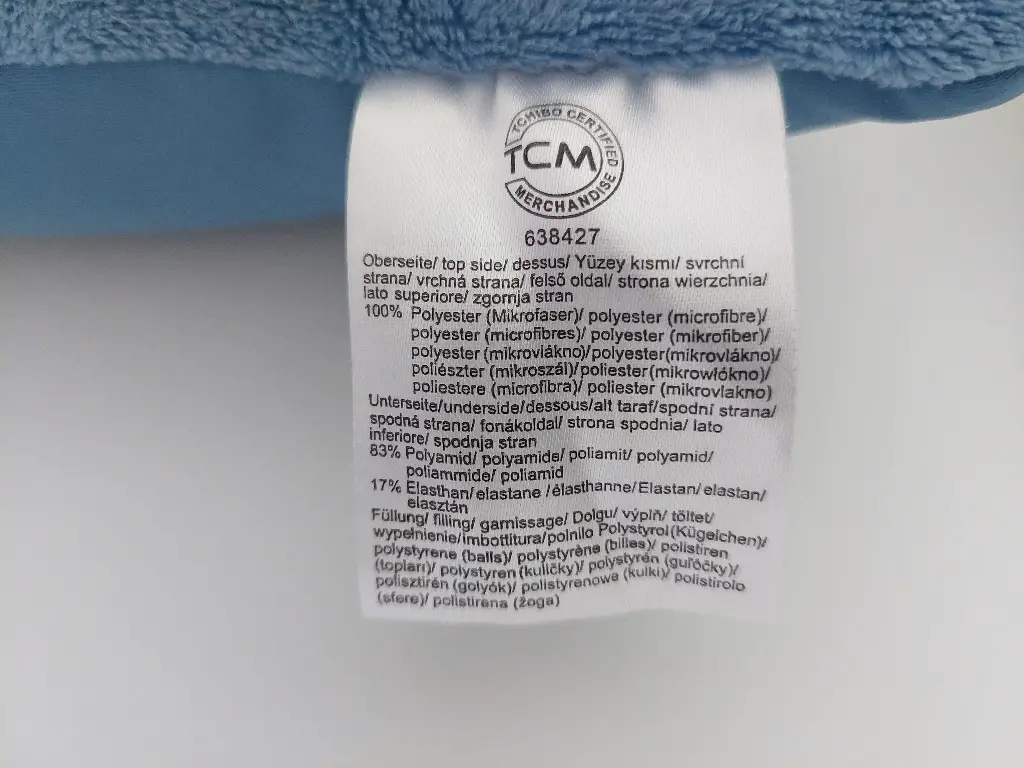 TCHIBO CERTIFIED
TCM
MERCHANDISE
638427
Oberseite/ top side/ dessus/ Yüzey kısmı/ svrchní
strana/ vrchná strana/ felső oldal/ strona wierzchnia/
lato superiore/ zgornja stran
100% Polyester (Mikrofaser)/ polyester (microfibre)/
polyester (microfibres)/ polyester (mikrofiber)/
polyester (mikrovlákno)/polyester(mikrovlákno)/
poliészter (mikroszál)/poliester(mikrowłókno)/
poliestere (microfibra)/ poliester (mikrovlakno)
Unterseite/underside/dessous/alt taraf/spodní strana/
spodná strana/ fonákoldal/ strona spodnia/ lato
inferiore/ spodnja stran
83% Polyamid/ polyamide/ poliamit/ polyamid/
poliammide/ poliamid
17% Elasthan/elastane /élasthanne/Elastan/elastan/
elasztán
Füllung/ filling/ garnissage/ Dolgu/ výplň/ töltet/
wypełnienie/imbottitura/polnilo Polystyrol(Kügelchen)/
polystyrene (balls)/ polystyrène (billes)/ polistiren
(topları)/ polystyren (kuličky)/ polystyrén (guľôčky)/
polisztirén (golyók)/ polistyrenowe (kulki)/ polistirolo
(sfere)/ polistirena (žoga)